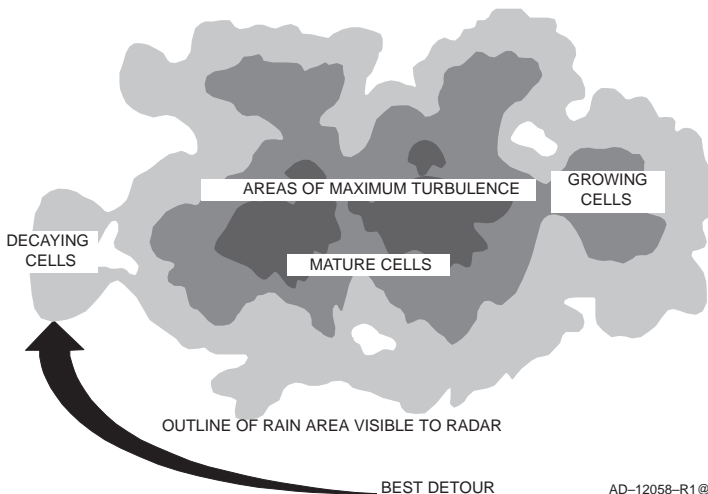 AREAS OF MAXIMUM TURBULENCE
GROWING
CELLS
DECAYING
CELLS
MATURE CELLS
OUTLINE OF RAIN AREA VISIBLE TO RADAR
BEST DETOUR
AD–12058–R1@